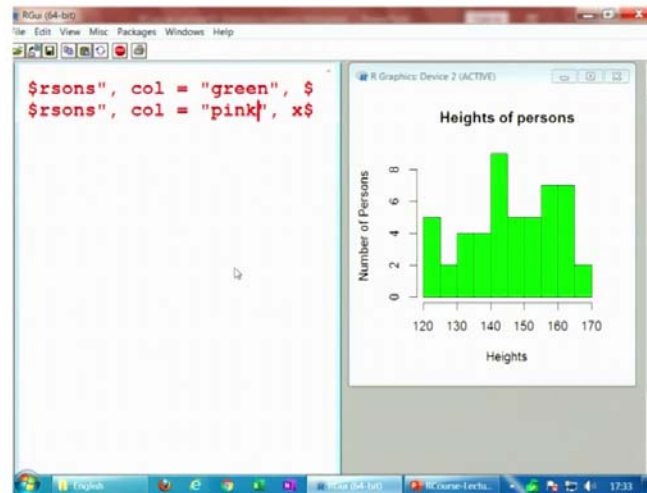 RGui (64-bit)
File Edit View Misc Packages Windows Help
$rsons", col = "green", $
$rsons", col = "pink", x$
R Graphics: Device 2 (ACTIVE)
Heights of persons
Number of Persons
8
6
4
2
0
120 130 140 150 160 170
Heights
English
RGui (64-bit)
RCourse-Lectu...
17:33